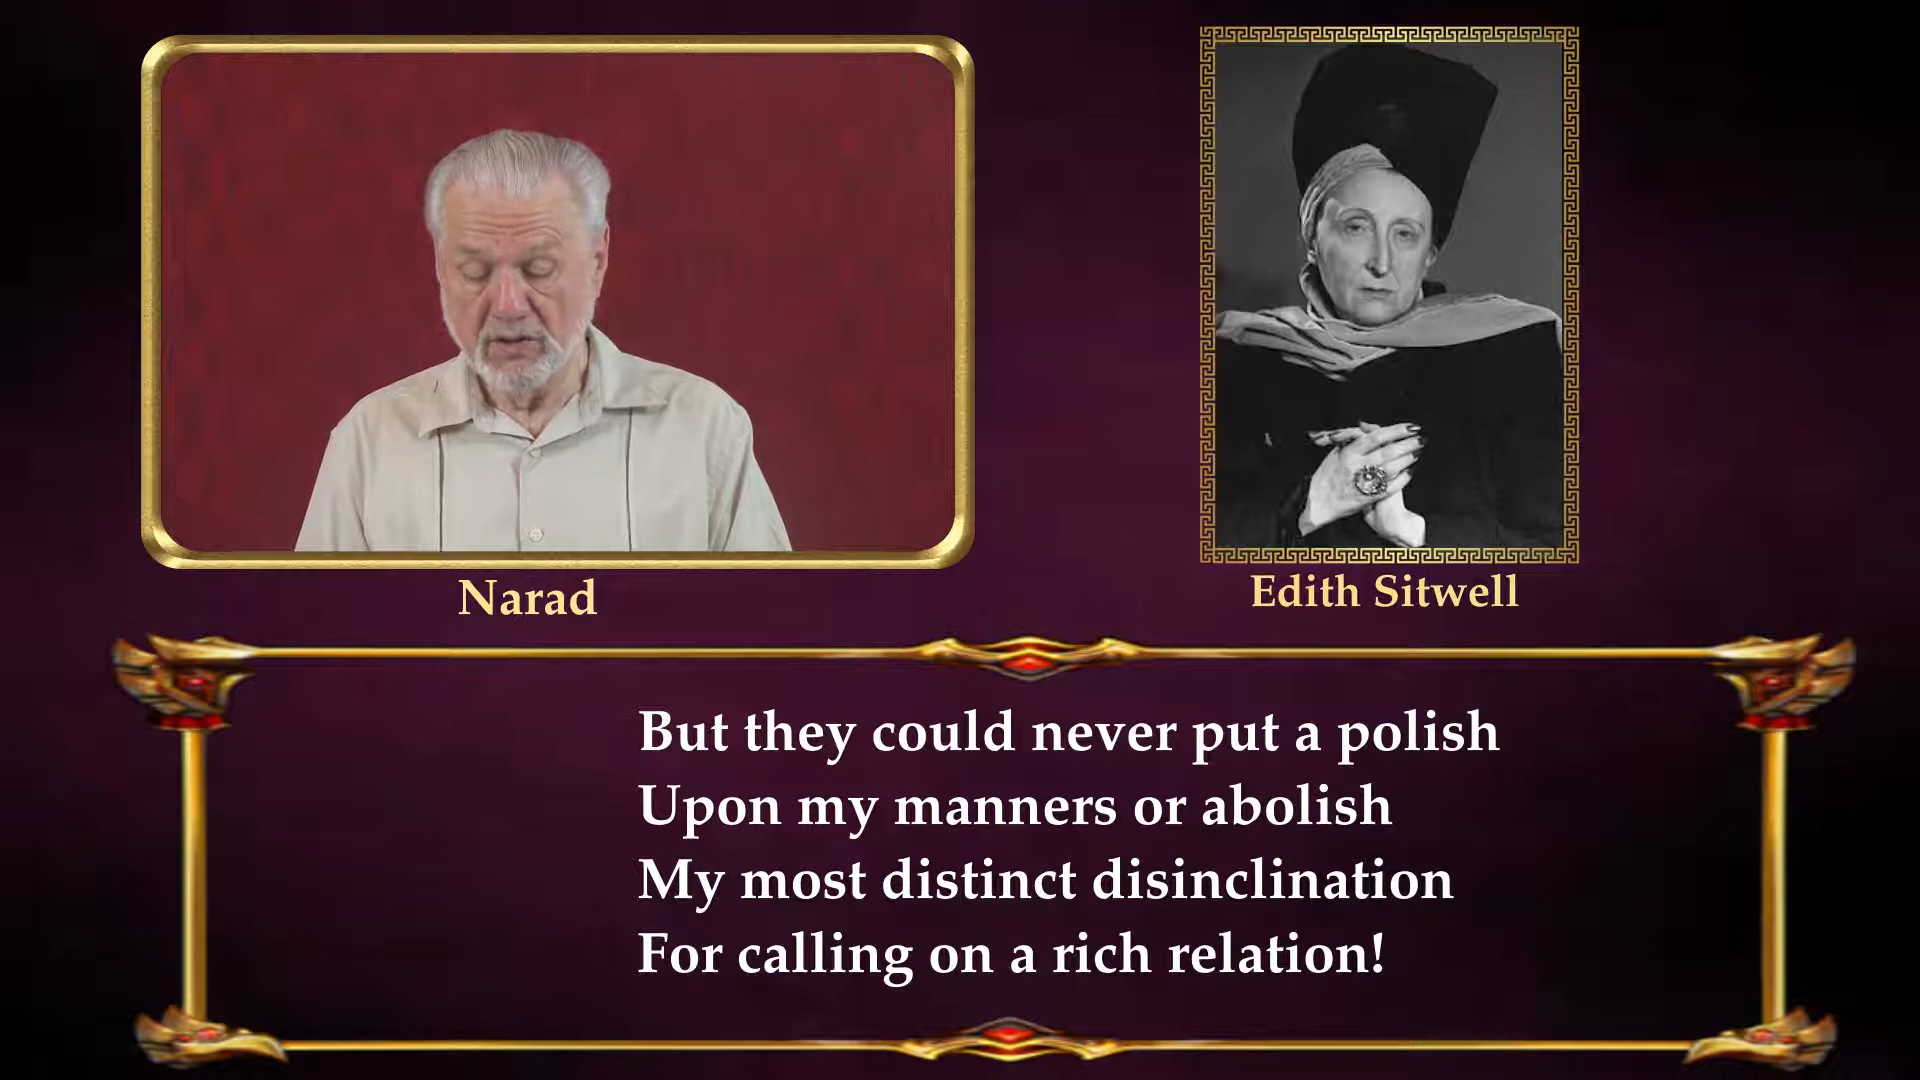 Narad
Edith Sitwell
But they could never put a polish
Upon my manners or abolish
My most distinct disinclination
For calling on a rich relation!